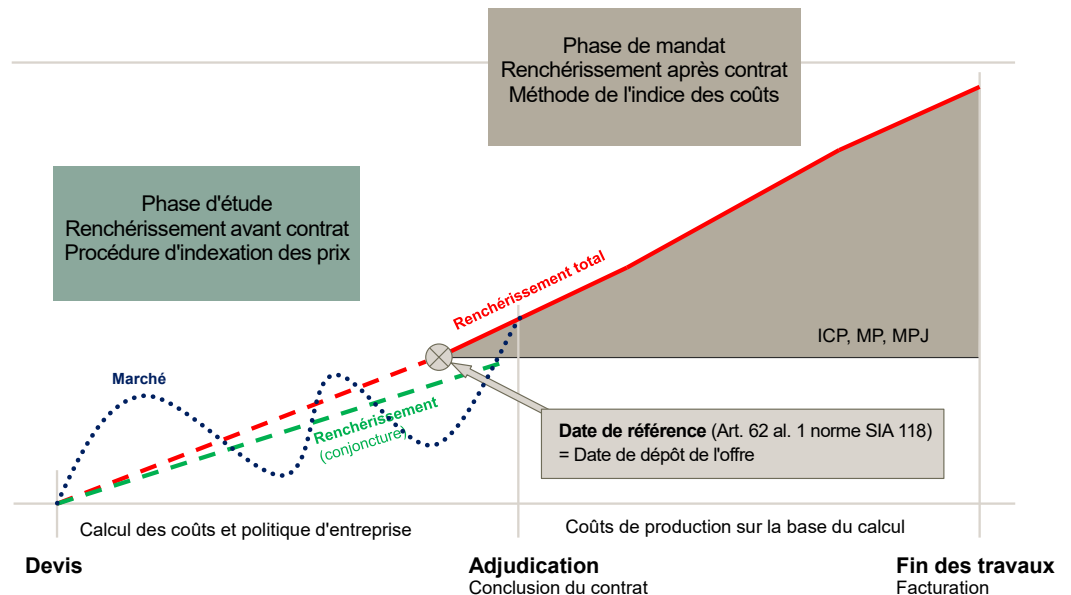 Phase de mandat
Renchérissement après contrat
Méthode de l'indice des coûts
Phase d'étude
Renchérissement avant contrat
Procédure d'indexation des prix
Renchérissement total
ICP, MP, MPJ
Marché
Renchérissement
(conjoncture)
Date de référence (Art. 62 al. 1 norme SIA 118)
= Date de dépôt de l'offre
Calcul des coûts et politique d'entreprise
Coûts de production sur la base du calcul
Devis
Adjudication
Conclusion du contrat
Fin des travaux
Facturation